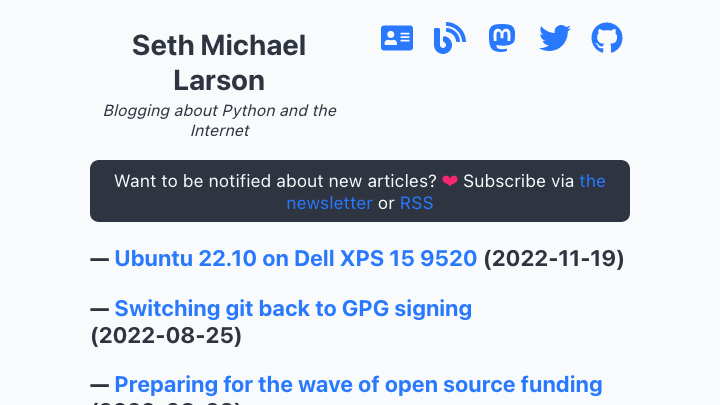 Seth Michael
Larson
Blogging about Python and the
Internet
Want to be notified about new articles? ❤ Subscribe via the
newsletter or RSS
— Ubuntu 22.10 on Dell XPS 15 9520 (2022-11-19)
— Switching git back to GPG signing
(2022-08-25)
— Preparing for the wave of open source funding